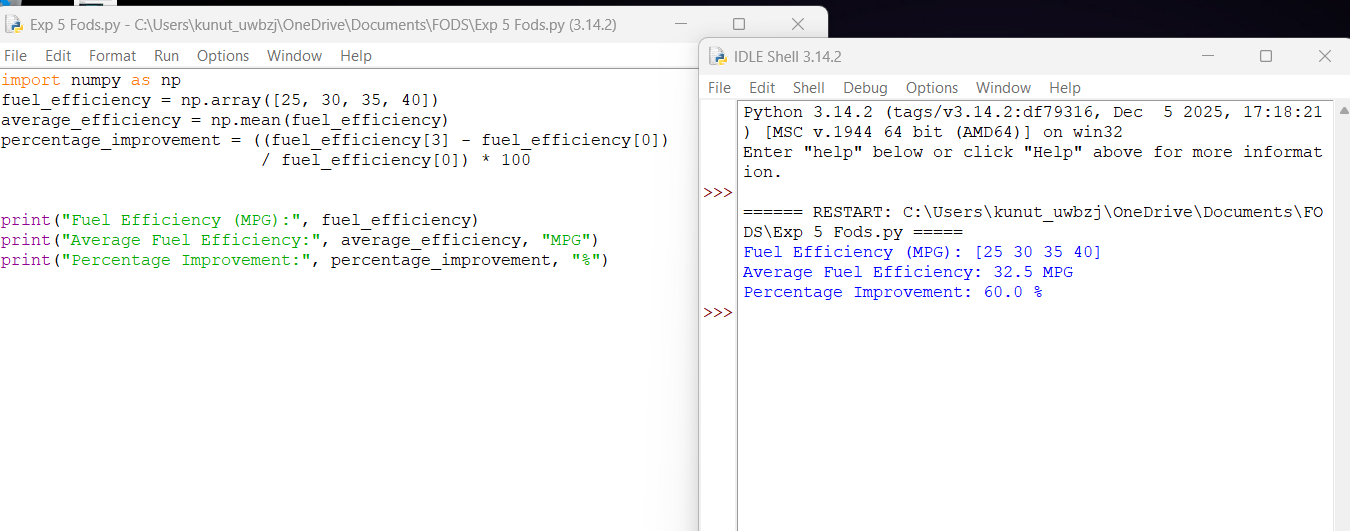 Exp 5 Fods.py - C:\Users\kunut_uwbzj\OneDrive\Documents\FODS\Exp 5 Fods.py (3.14.2)
File Edit Format Run Options Window Help
import numpy as np
fuel_efficiency = np.array([25, 30, 35, 40])
average_efficiency = np.mean(fuel_efficiency)
percentage_improvement = ((fuel_efficiency[3] - fuel_efficiency[0])
                          / fuel_efficiency[0]) * 100
print("Fuel Efficiency (MPG):", fuel_efficiency)
print("Average Fuel Efficiency:", average_efficiency, "MPG")
print("Percentage Improvement:", percentage_improvement, "%")
IDLE Shell 3.14.2
File Edit Shell Debug Options Window Help
Python 3.14.2 (tags/v3.14.2:df79316, Dec  5 2025, 17:18:21
) [MSC v.1944 64 bit (AMD64)] on win32
Enter "help" below or click "Help" above for more informat
ion.
>>>
====== RESTART: C:\Users\kunut_uwbzj\OneDrive\Documents\FO
DS\Exp 5 Fods.py =====
Fuel Efficiency (MPG): [25 30 35 40]
Average Fuel Efficiency: 32.5 MPG
Percentage Improvement: 60.0 %
>>>